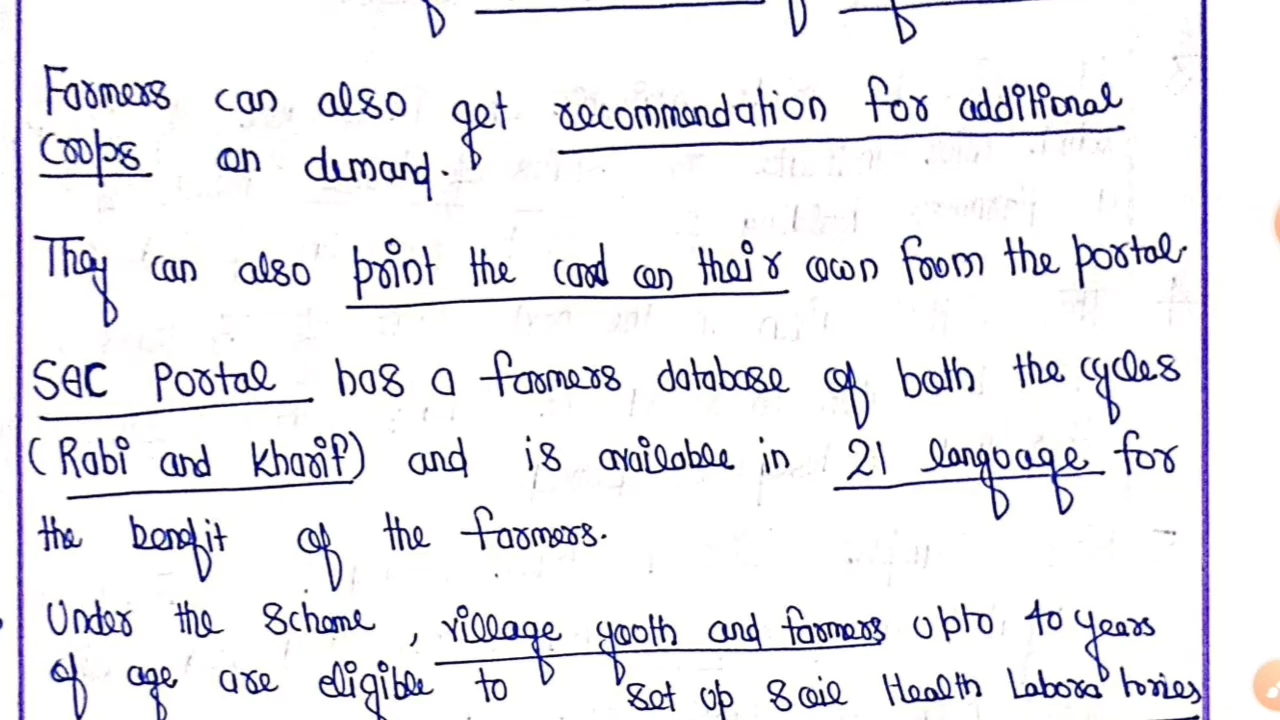 Farmers can also get recommendation for additional
crops on demand.
They can also print the card on their own from the portal.
SHC Portal has a farmers database of both the cycles
(Rabi and Kharif) and is available in 21 language for
the benefit of the farmers.
Under the Scheme, village youth and farmers upto 40 years
of age are eligible to set up Soil Health Laboratories